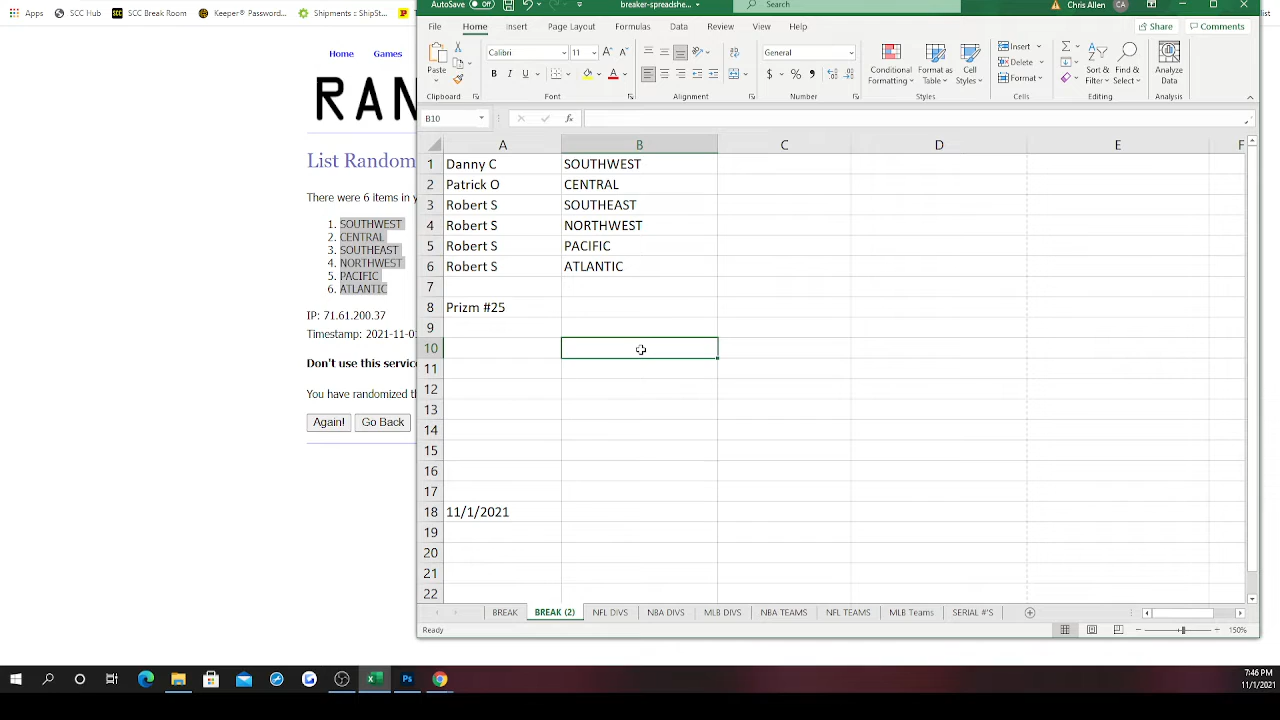 Apps SCC Hub SCC Break Room Keeper® Password... Shipments : ShipSt...
AutoSave Off breaker-spreadshe... Search Chris Allen
File Home Insert Page Layout Formulas Data Review View Help Share Comments
Home Games
Paste Calibri 11 General Conditional Formatting Format as Table Cell Styles Insert Delete Format Sort & Filter Find & Select Analyze Data
Clipboard Font Alignment Number Styles Cells Editing Analysis
RAN
B10 fx
A B C D E F
List Random
There were 6 items in y
1. SOUTHWEST
2. CENTRAL
3. SOUTHEAST
4. NORTHWEST
5. PACIFIC
6. ATLANTIC
IP: 71.61.200.37
Timestamp: 2021-11-0
Don't use this service
You have randomized th
Again! Go Back
1 Danny C SOUTHWEST
2 Patrick O CENTRAL
3 Robert S SOUTHEAST
4 Robert S NORTHWEST
5 Robert S PACIFIC
6 Robert S ATLANTIC
7
8 Prizm #25
9
10
11
12
13
14
15
16
17
18 11/1/2021
19
20
21
22
BREAK BREAK (2) NFL DIVS NBA DIVS MLB DIVS NBA TEAMS NFL TEAMS MLB Teams SERIAL #'S
Ready 150%
7:46 PM
11/1/2021